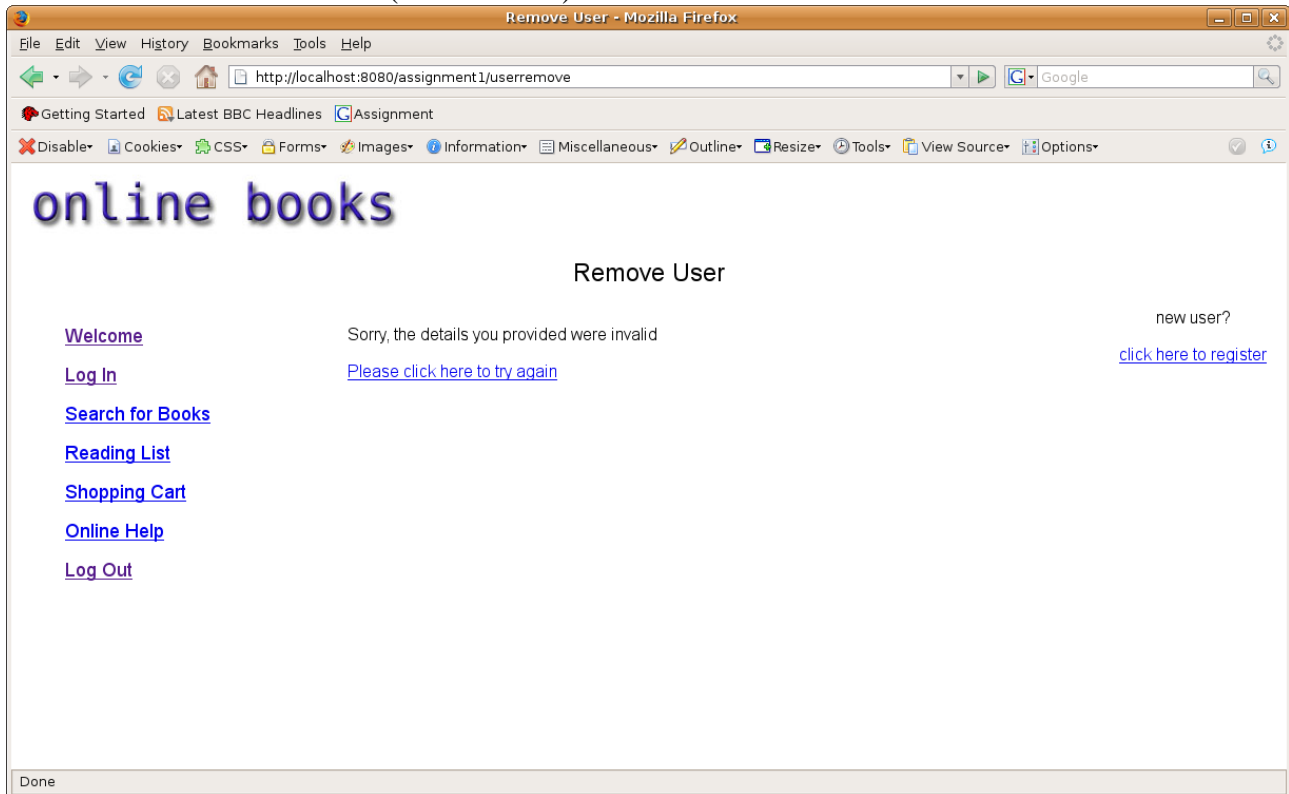 Remove User - Mozilla Firefox
File Edit View History Bookmarks Tools Help
http://localhost:8080/assignment1/userremove
G Google
Getting Started Latest BBC Headlines G Assignment
Disable Cookies CSS Forms Images Information Miscellaneous Outline Resize Tools View Source Options
online books
Remove User
Welcome
Log In
Search for Books
Reading List
Shopping Cart
Online Help
Log Out
Sorry, the details you provided were invalid
Please click here to try again
new user?
click here to register
Done